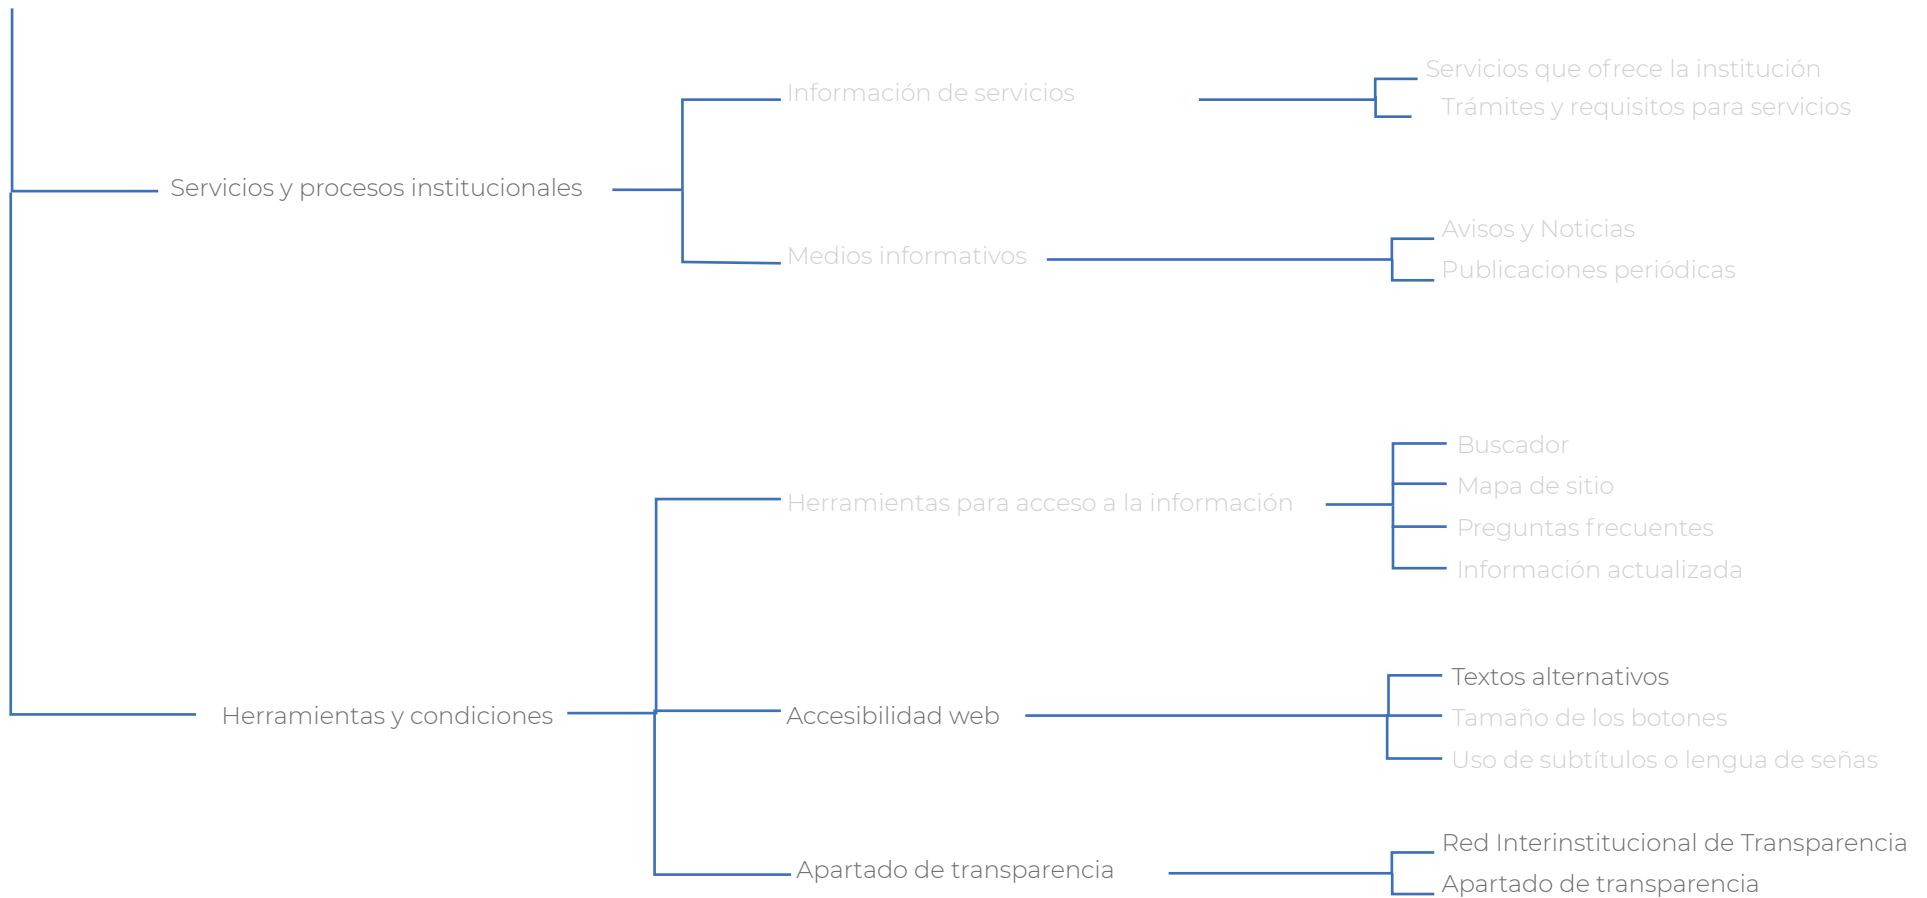 Servicios y procesos institucionales
Información de servicios
Servicios que ofrece la institución
Trámites y requisitos para servicios
Medios informativos
Avisos y Noticias
Publicaciones periódicas
Herramientas y condiciones
Herramientas para acceso a la información
Buscador
Mapa de sitio
Preguntas frecuentes
Información actualizada
Accesibilidad web
Textos alternativos
Tamaño de los botones
Uso de subtítulos o lengua de señas
Apartado de transparencia
Red Interinstitucional de Transparencia
Apartado de transparencia